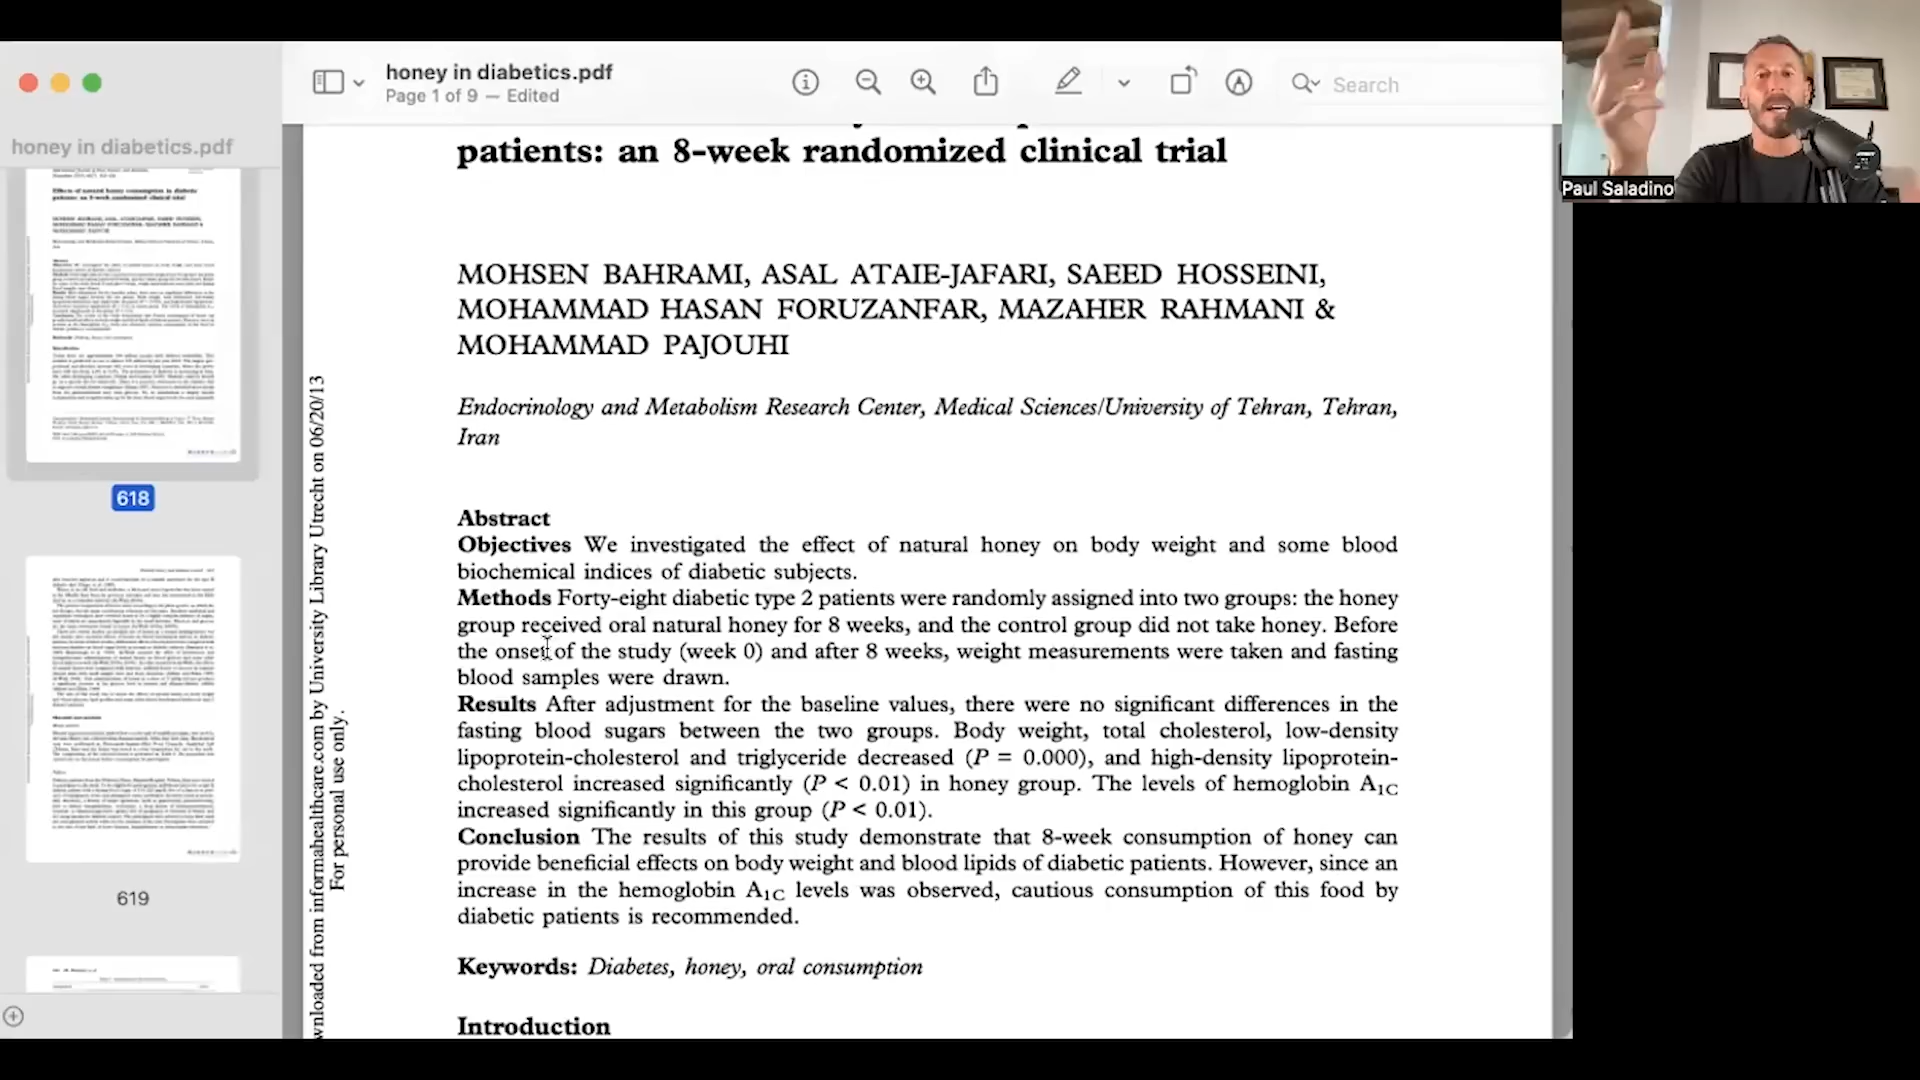 honey in diabetics.pdf
Page 1 of 9 — Edited
Search
Paul Saladino
honey in diabetics.pdf
618
619
patients: an 8-week randomized clinical trial
MOHSEN BAHRAMI, ASAL ATAIE-JAFARI, SAEED HOSSEINI,
MOHAMMAD HASAN FORUZANFAR, MAZAHER RAHMANI &
MOHAMMAD PAJOUHI
Endocrinology and Metabolism Research Center, Medical Sciences/University of Tehran, Tehran,
Iran
Abstract
Objectives We investigated the effect of natural honey on body weight and some blood
biochemical indices of diabetic subjects.
Methods Forty-eight diabetic type 2 patients were randomly assigned into two groups: the honey
group received oral natural honey for 8 weeks, and the control group did not take honey. Before
the onset of the study (week 0) and after 8 weeks, weight measurements were taken and fasting
blood samples were drawn.
Results After adjustment for the baseline values, there were no significant differences in the
fasting blood sugars between the two groups. Body weight, total cholesterol, low-density
lipoprotein-cholesterol and triglyceride decreased (P = 0.000), and high-density lipoprotein-
cholesterol increased significantly (P < 0.01) in honey group. The levels of hemoglobin A1C
increased significantly in this group (P < 0.01).
Conclusion The results of this study demonstrate that 8-week consumption of honey can
provide beneficial effects on body weight and blood lipids of diabetic patients. However, since an
increase in the hemoglobin A1C levels was observed, cautious consumption of this food by
diabetic patients is recommended.
Keywords: Diabetes, honey, oral consumption
Introduction
wnloaded from informahealthcare.com by University Library Utrecht on 06/20/13
For personal use only.